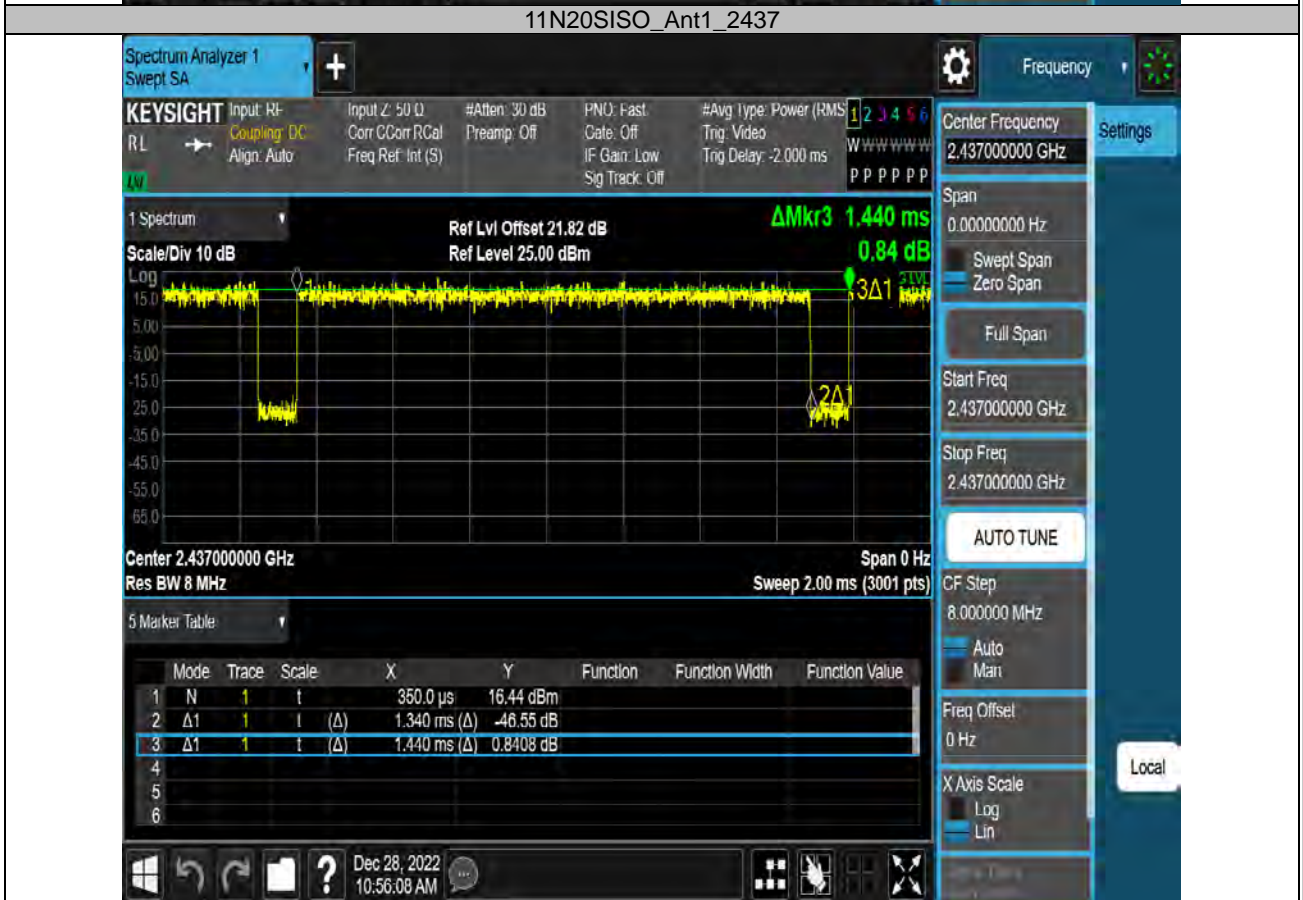 11N20SISO_Ant1_2437
Spectrum Analyzer 1
Swept SA
Frequency
KEYSIGHT
RL
Input: RF
Coupling: DC
Align: Auto
Input Z: 50 Ω
Corr CCorr RCal
Freq Ref: Int (S)
#Atten: 30 dB
Preamp: Off
PNO: Fast
Gate: Off
IF Gain: Low
Sig Track: Off
#Avg Type: Power (RMS
Trig: Video
Trig Delay: -2.000 ms
1 2 3 4 5 6
W W W W W W
P P P P P P
Center Frequency
2.437000000 GHz
Settings
1 Spectrum
Scale/Div 10 dB
Ref Lvl Offset 21.82 dB
Ref Level 25.00 dBm
ΔMkr3 1.440 ms
0.84 dB
Log
15.0
5.00
-5.00
-15.0
-25.0
-35.0
-45.0
-55.0
-65.0
1
3Δ1
2Δ1
Center 2.437000000 GHz
Res BW 8 MHz
Span 0 Hz
Sweep 2.00 ms (3001 pts)
Span
0.00000000 Hz
Swept Span
Zero Span
Full Span
Start Freq
2.437000000 GHz
Stop Freq
2.437000000 GHz
AUTO TUNE
CF Step
8.000000 MHz
Auto
Man
Freq Offset
0 Hz
X Axis Scale
Log
Lin
Local
5 Marker Table
Mode Trace Scale X Y Function Function Width Function Value
1 N 1 t 350.0 µs 16.44 dBm
2 Δ1 1 t (Δ) 1.340 ms (Δ) -46.55 dB
3 Δ1 1 t (Δ) 1.440 ms (Δ) 0.8408 dB
4
5
6
?
Dec 28, 2022
10:56:08 AM